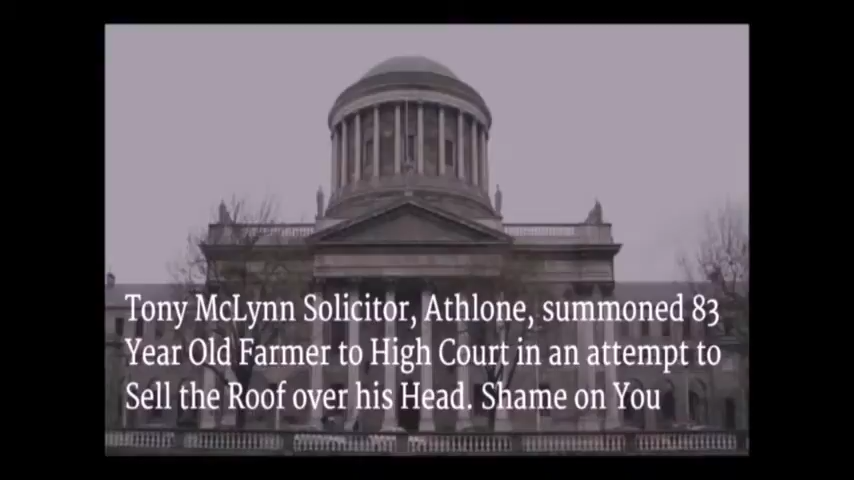 Tony McLynn Solicitor, Athlone, summoned 83
Year Old Farmer to High Court in an attempt to
Sell the Roof over his Head. Shame on You